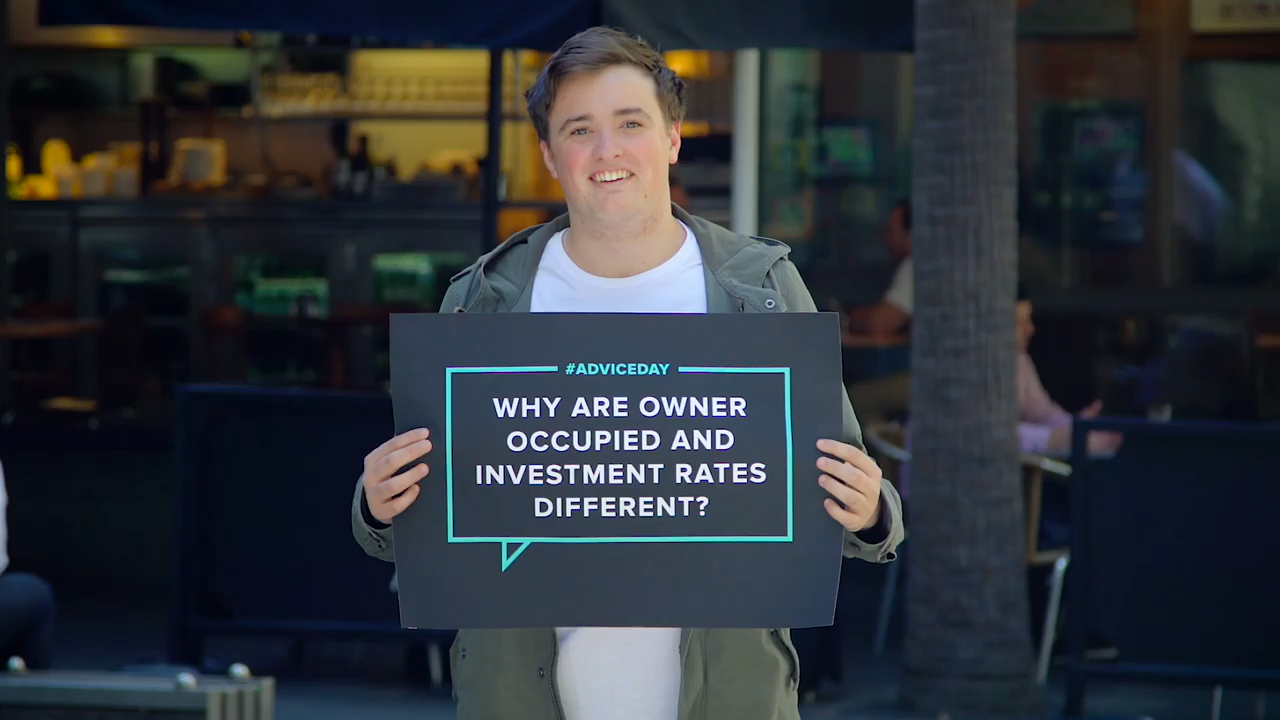 #ADVICEDAY
WHY ARE OWNER
OCCUPIED AND
INVESTMENT RATES
DIFFERENT?